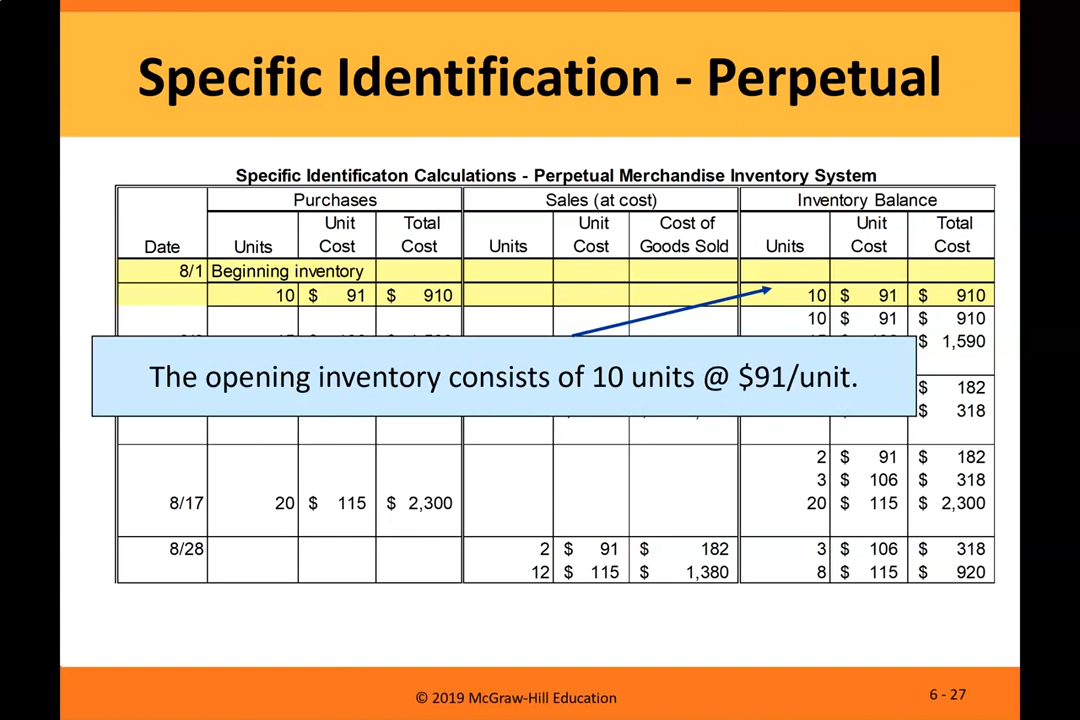 Specific Identification - Perpetual
Specific Identificaton Calculations - Perpetual Merchandise Inventory System
Purchases Sales (at cost) Inventory Balance
Unit Total Unit Cost of Unit Total
Date Units Cost Cost Units Cost Goods Sold Units Cost Cost
8/1 Beginning inventory
10 $ 91 $ 910 10 $ 91 $ 910
10 $ 91 $ 910
$ 1,590
The opening inventory consists of 10 units @ $91/unit.
$ 182
$ 318
2 $ 91 $ 182
3 $ 106 $ 318
8/17 20 $ 115 $ 2,300 20 $ 115 $ 2,300
8/28 2 $ 91 $ 182 3 $ 106 $ 318
12 $ 115 $ 1,380 8 $ 115 $ 920
© 2019 McGraw-Hill Education
6 - 27